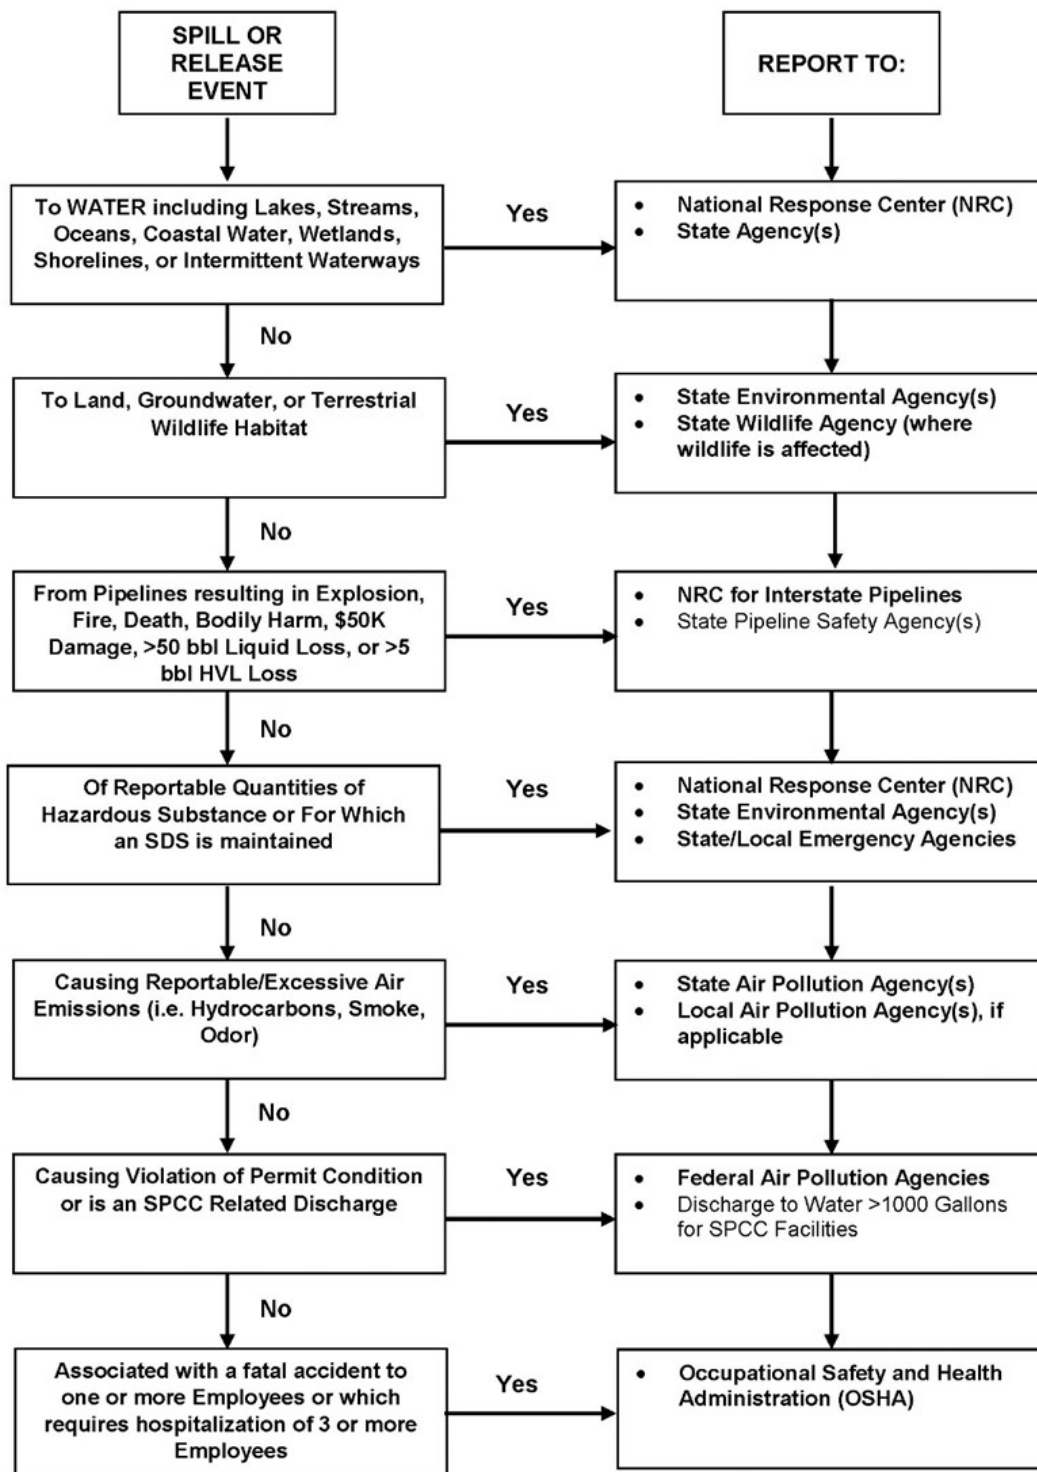 SPILL OR
RELEASE
EVENT
REPORT TO:
To WATER including Lakes, Streams,
Oceans, Coastal Water, Wetlands,
Shorelines, or Intermittent Waterways
Yes
• National Response Center (NRC)
• State Agency(s)
No
To Land, Groundwater, or Terrestrial
Wildlife Habitat
Yes
• State Environmental Agency(s)
• State Wildlife Agency (where
wildlife is affected)
No
From Pipelines resulting in Explosion,
Fire, Death, Bodily Harm, $50K
Damage, >50 bbl Liquid Loss, or >5
bbl HVL Loss
Yes
• NRC for Interstate Pipelines
• State Pipeline Safety Agency(s)
No
Of Reportable Quantities of
Hazardous Substance or For Which
an SDS is maintained
Yes
• National Response Center (NRC)
• State Environmental Agency(s)
• State/Local Emergency Agencies
No
Causing Reportable/Excessive Air
Emissions (i.e. Hydrocarbons, Smoke,
Odor)
Yes
• State Air Pollution Agency(s)
• Local Air Pollution Agency(s), if
applicable
No
Causing Violation of Permit Condition
or is an SPCC Related Discharge
Yes
• Federal Air Pollution Agencies
• Discharge to Water >1000 Gallons
for SPCC Facilities
No
Associated with a fatal accident to
one or more Employees or which
requires hospitalization of 3 or more
Employees
Yes
• Occupational Safety and Health
Administration (OSHA)